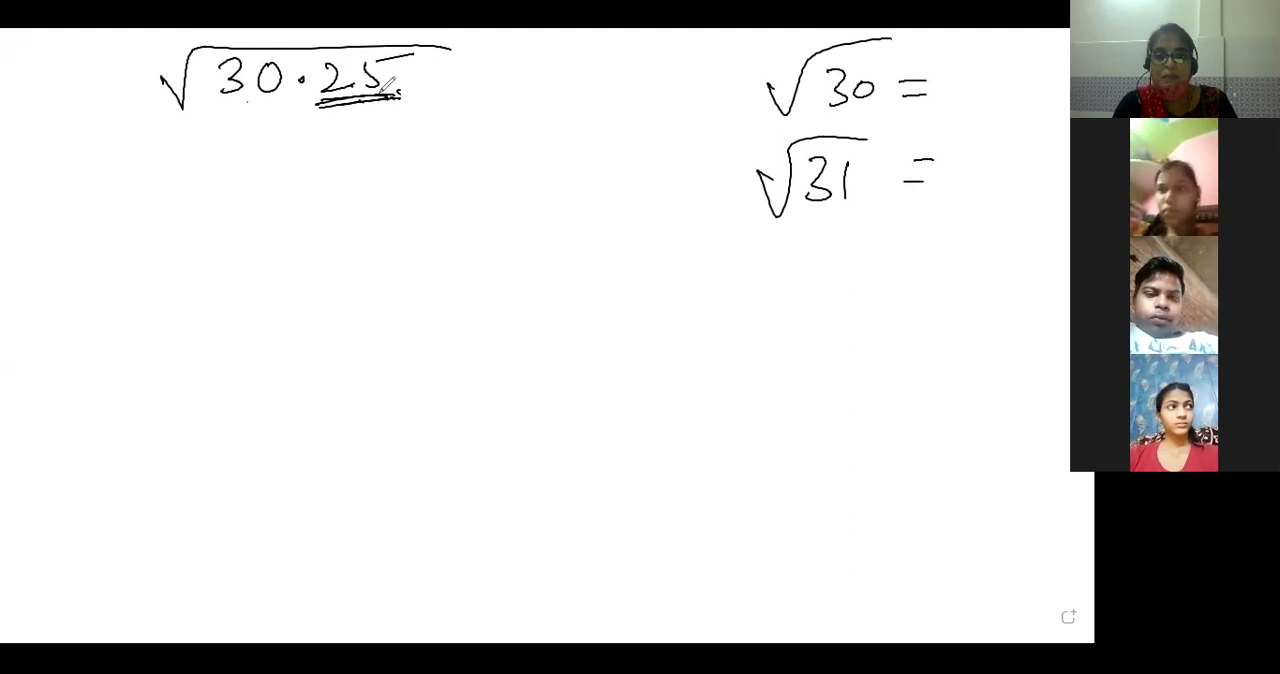 √30·25
√30 =
√31 =